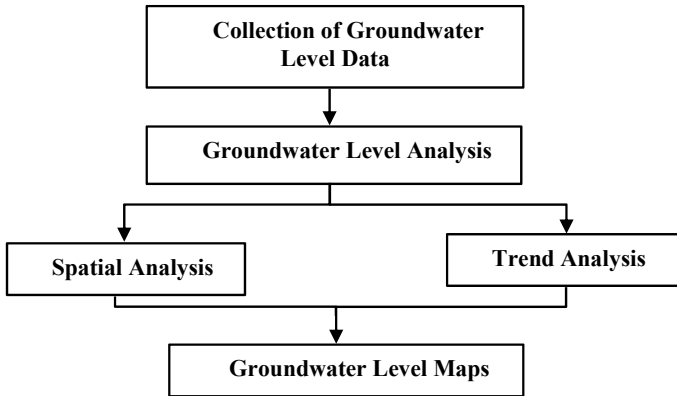 Collection of Groundwater
Level Data
Groundwater Level Analysis
Spatial Analysis
Trend Analysis
Groundwater Level Maps